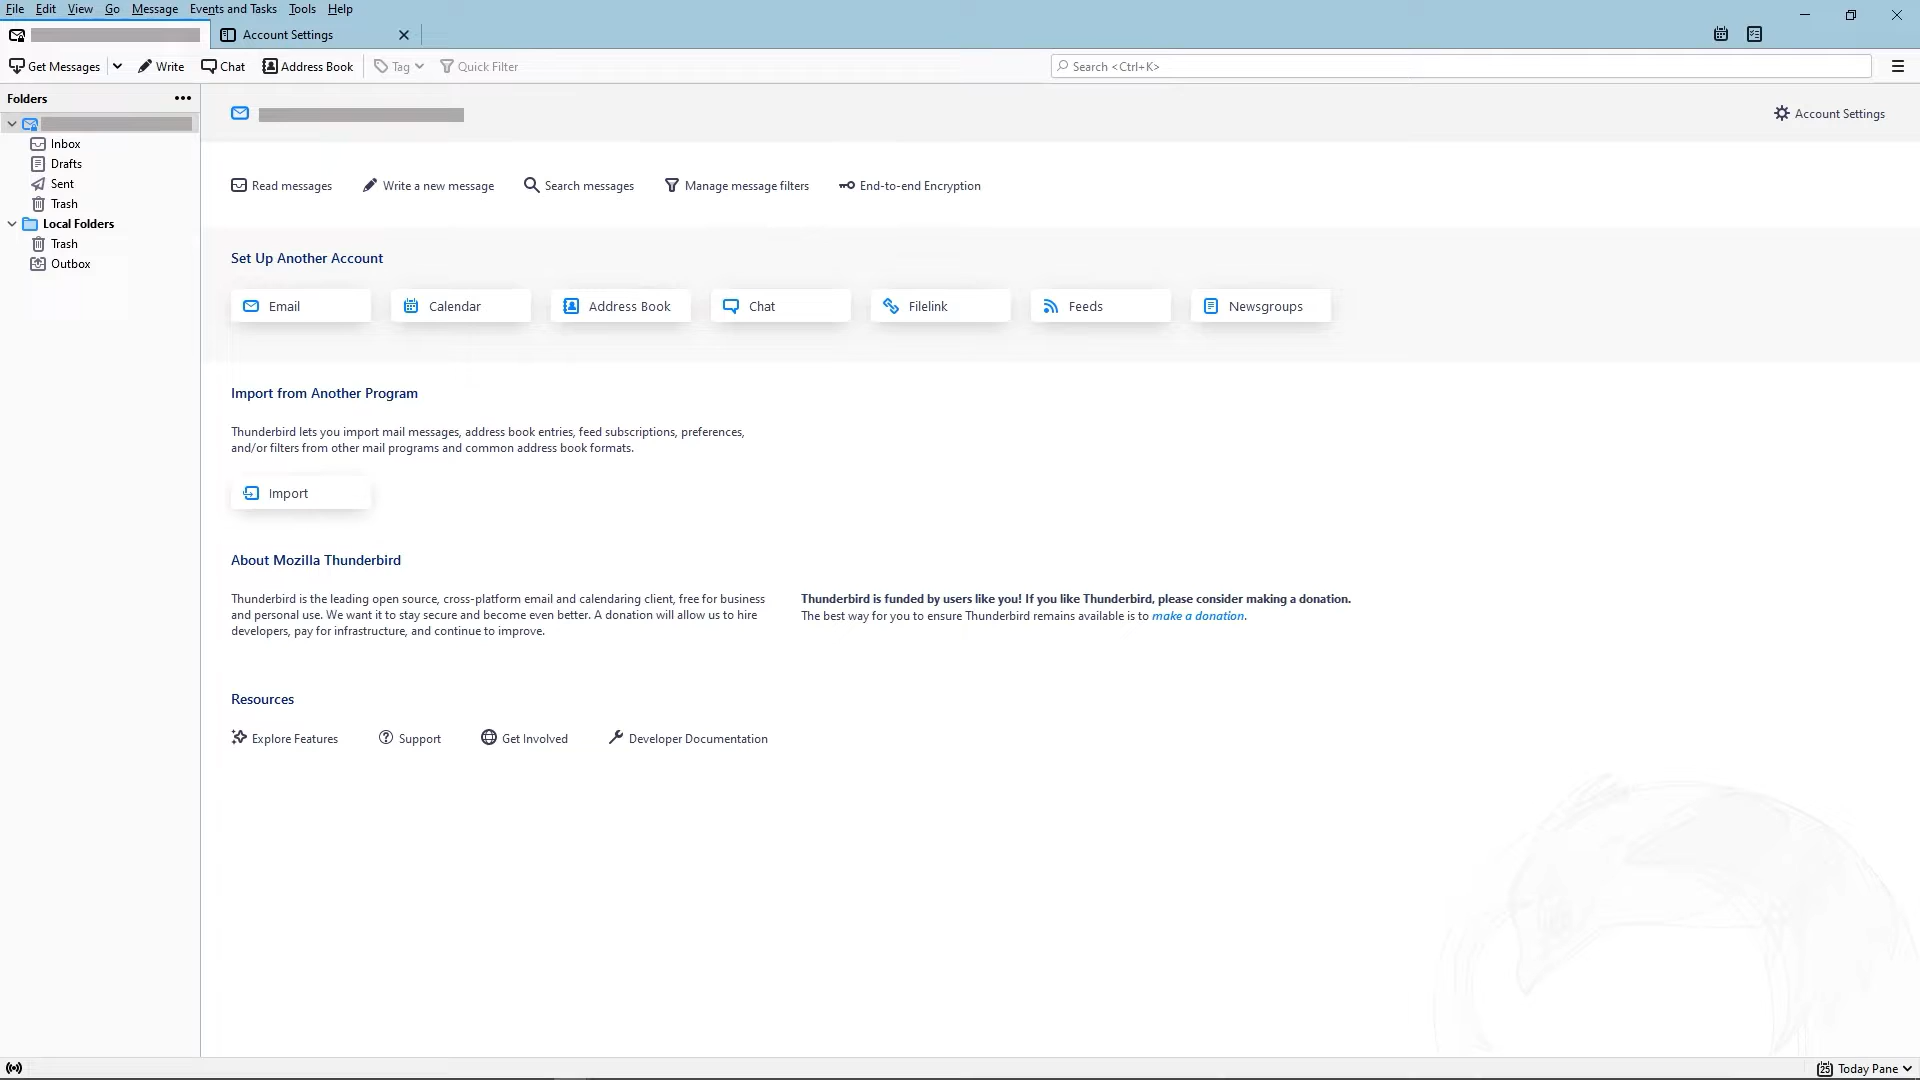 File Edit View Go Message Events and Tasks Tools Help
Account Settings
Get Messages Write Chat Address Book Tag Quick Filter Search <Ctrl+K>
Folders
Account Settings
Inbox
Drafts
Sent
Trash
Local Folders
Trash
Outbox
Read messages Write a new message Search messages Manage message filters End-to-end Encryption
Set Up Another Account
Email Calendar Address Book Chat Filelink Feeds Newsgroups
Import from Another Program
Thunderbird lets you import mail messages, address book entries, feed subscriptions, preferences,
and/or filters from other mail programs and common address book formats.
Import
About Mozilla Thunderbird
Thunderbird is the leading open source, cross-platform email and calendaring client, free for business
and personal use. We want it to stay secure and become even better. A donation will allow us to hire
developers, pay for infrastructure, and continue to improve.
Thunderbird is funded by users like you! If you like Thunderbird, please consider making a donation.
The best way for you to ensure Thunderbird remains available is to make a donation.
Resources
Explore Features Support Get Involved Developer Documentation
25 Today Pane